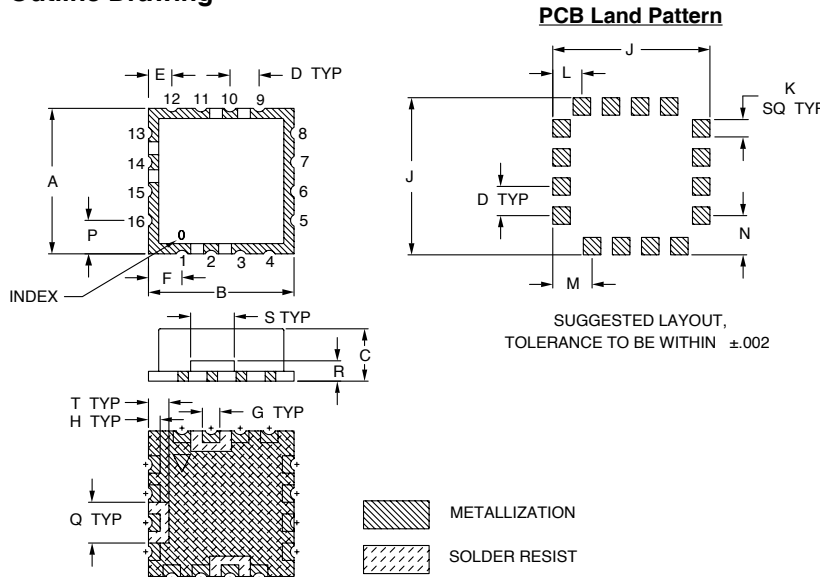 Outline Drawing
PCB Land Pattern
E
D TYP
12 11 10 9
13
14
15
16
8
7
6
5
A
P
0
1 2 3 4
F
B
INDEX
S TYP
C
R
T TYP
H TYP
G TYP
Q TYP
J
L
K
SQ TYP
J
D TYP
N
M
SUGGESTED LAYOUT,
TOLERANCE TO BE WITHIN ±.002
METALLIZATION
SOLDER RESIST